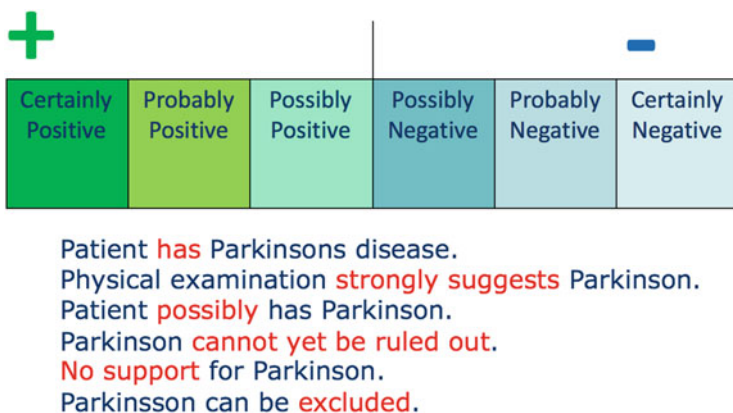 + -
Certainly Probably Possibly Possibly Probably Certainly
Positive Positive Positive Negative Negative Negative
Patient has Parkinsons disease.
Physical examination strongly suggests Parkinson.
Patient possibly has Parkinson.
Parkinson cannot yet be ruled out.
No support for Parkinson.
Parkinsson can be excluded.